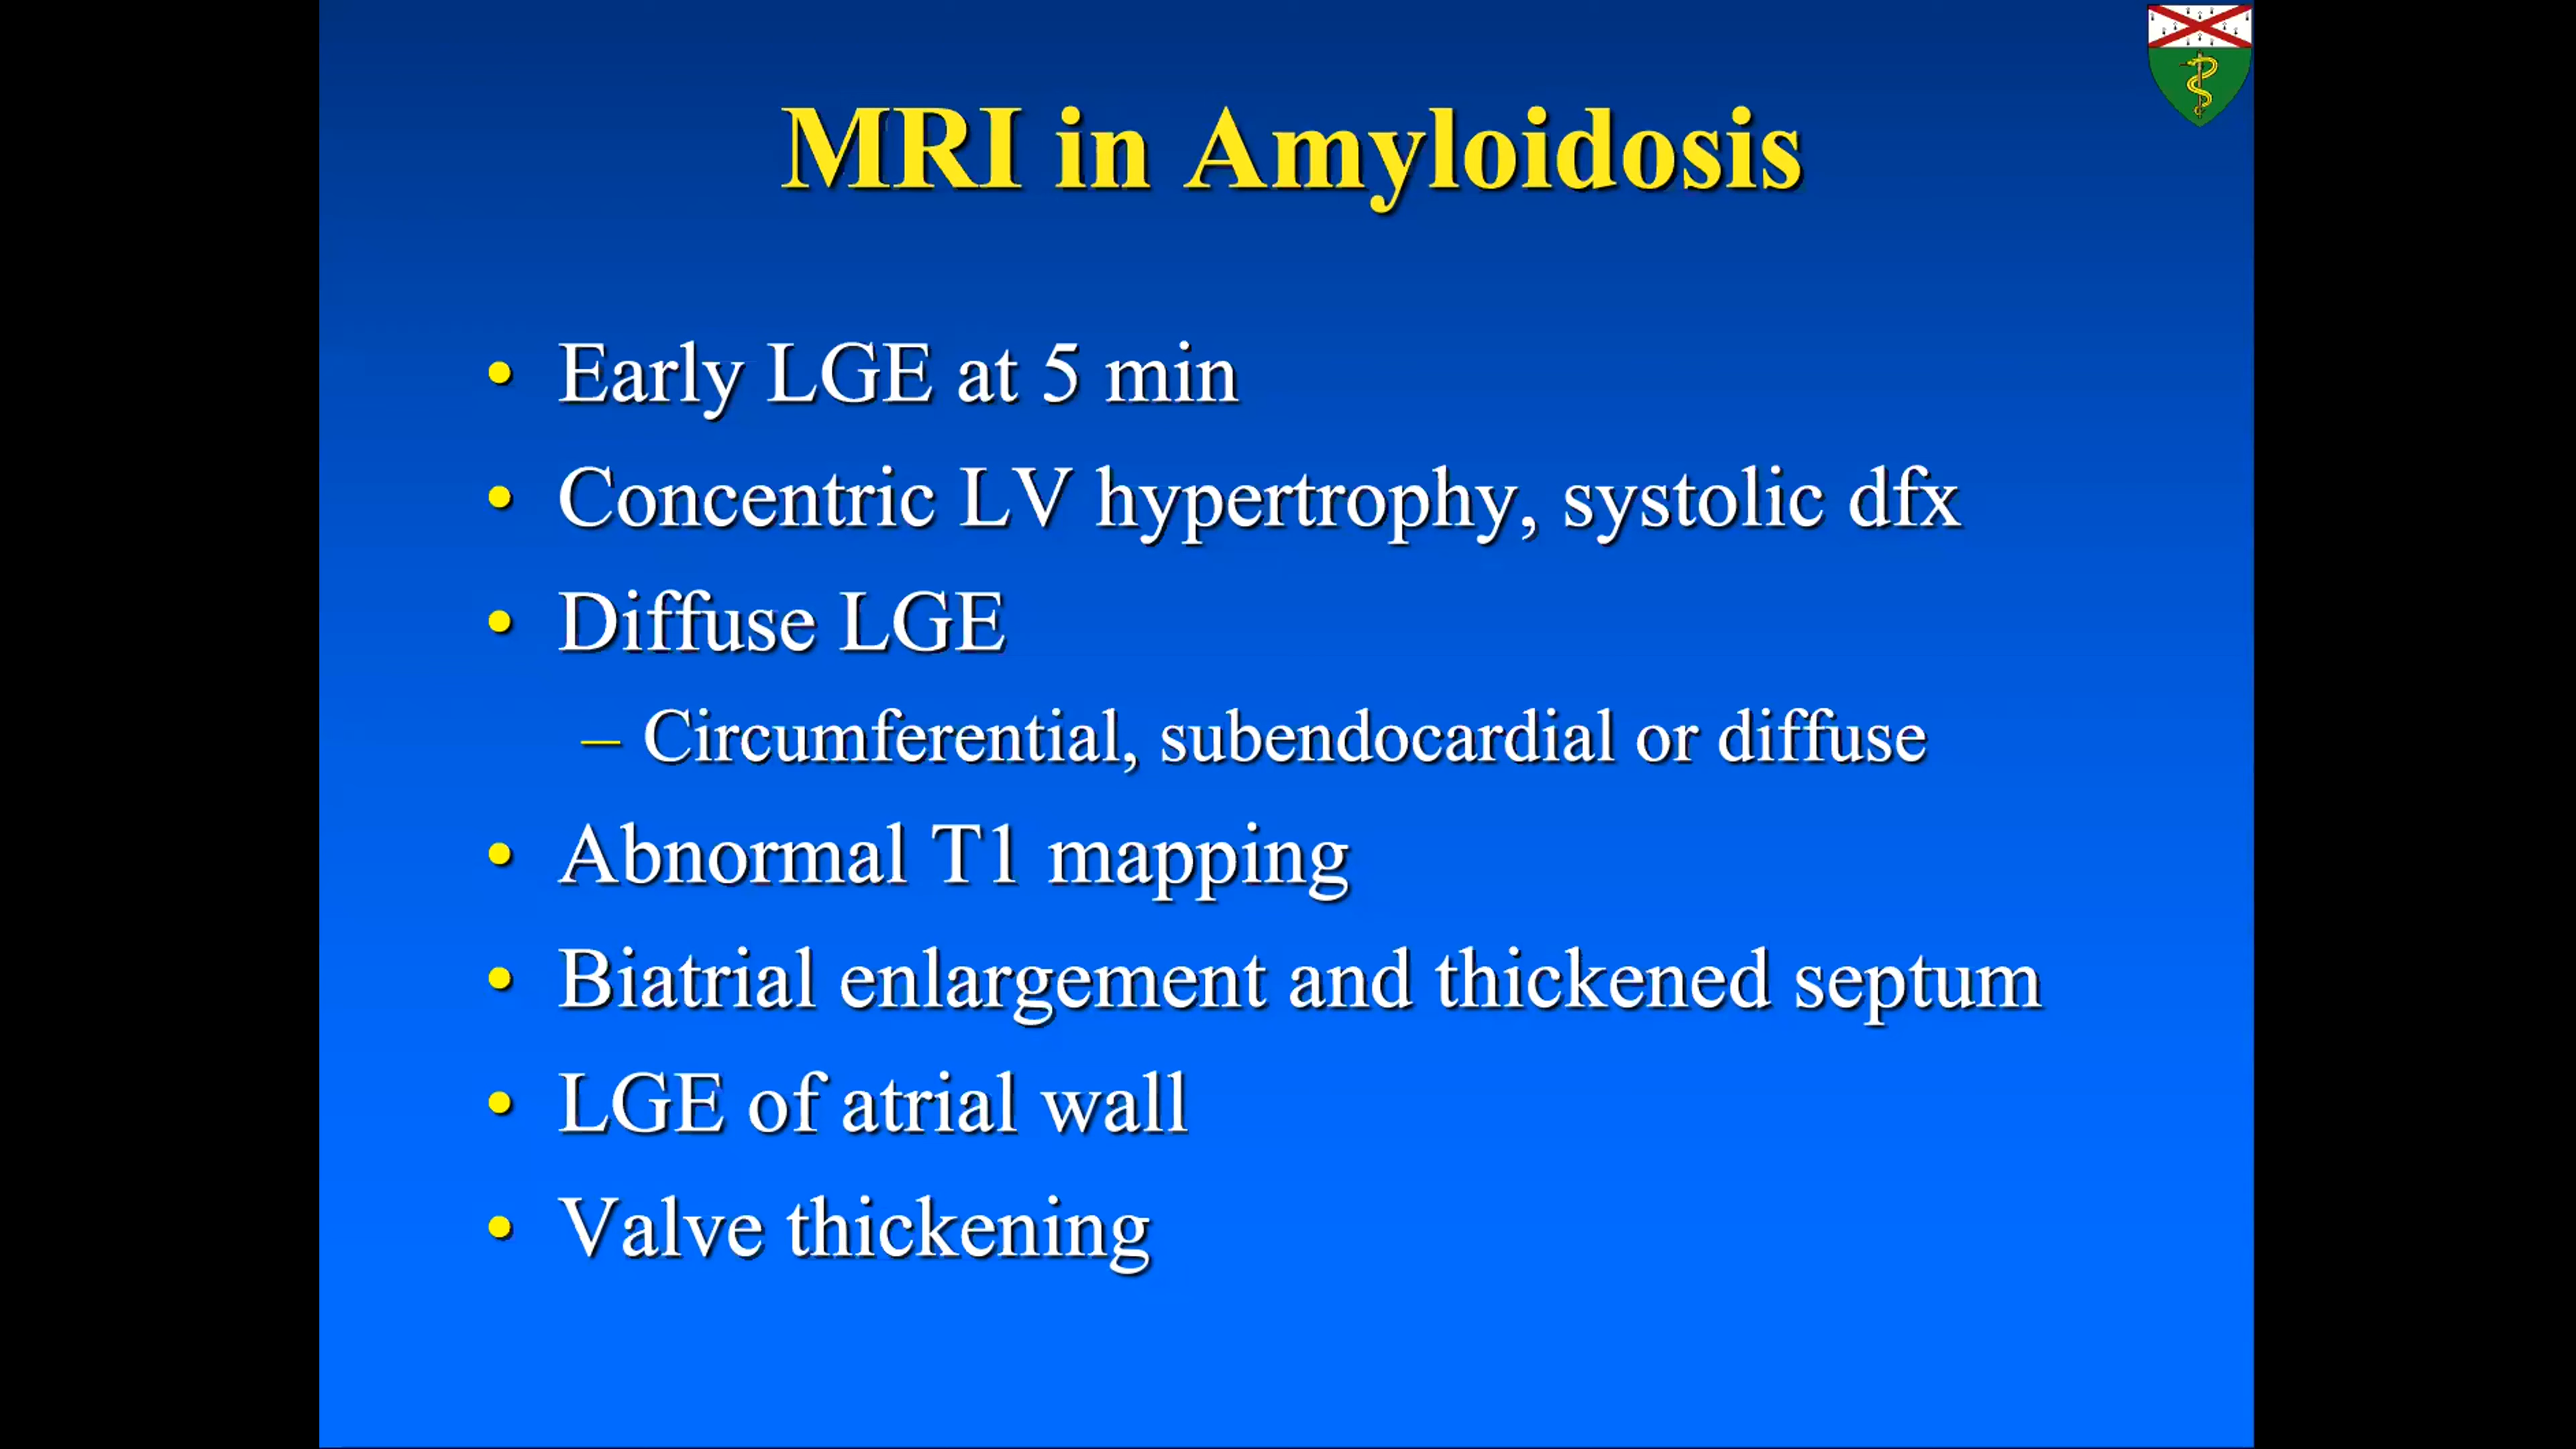 MRI in Amyloidosis
• Early LGE at 5 min
• Concentric LV hypertrophy, systolic dfx
• Diffuse LGE
– Circumferential, subendocardial or diffuse
• Abnormal T1 mapping
• Biatrial enlargement and thickened septum
• LGE of atrial wall
• Valve thickening